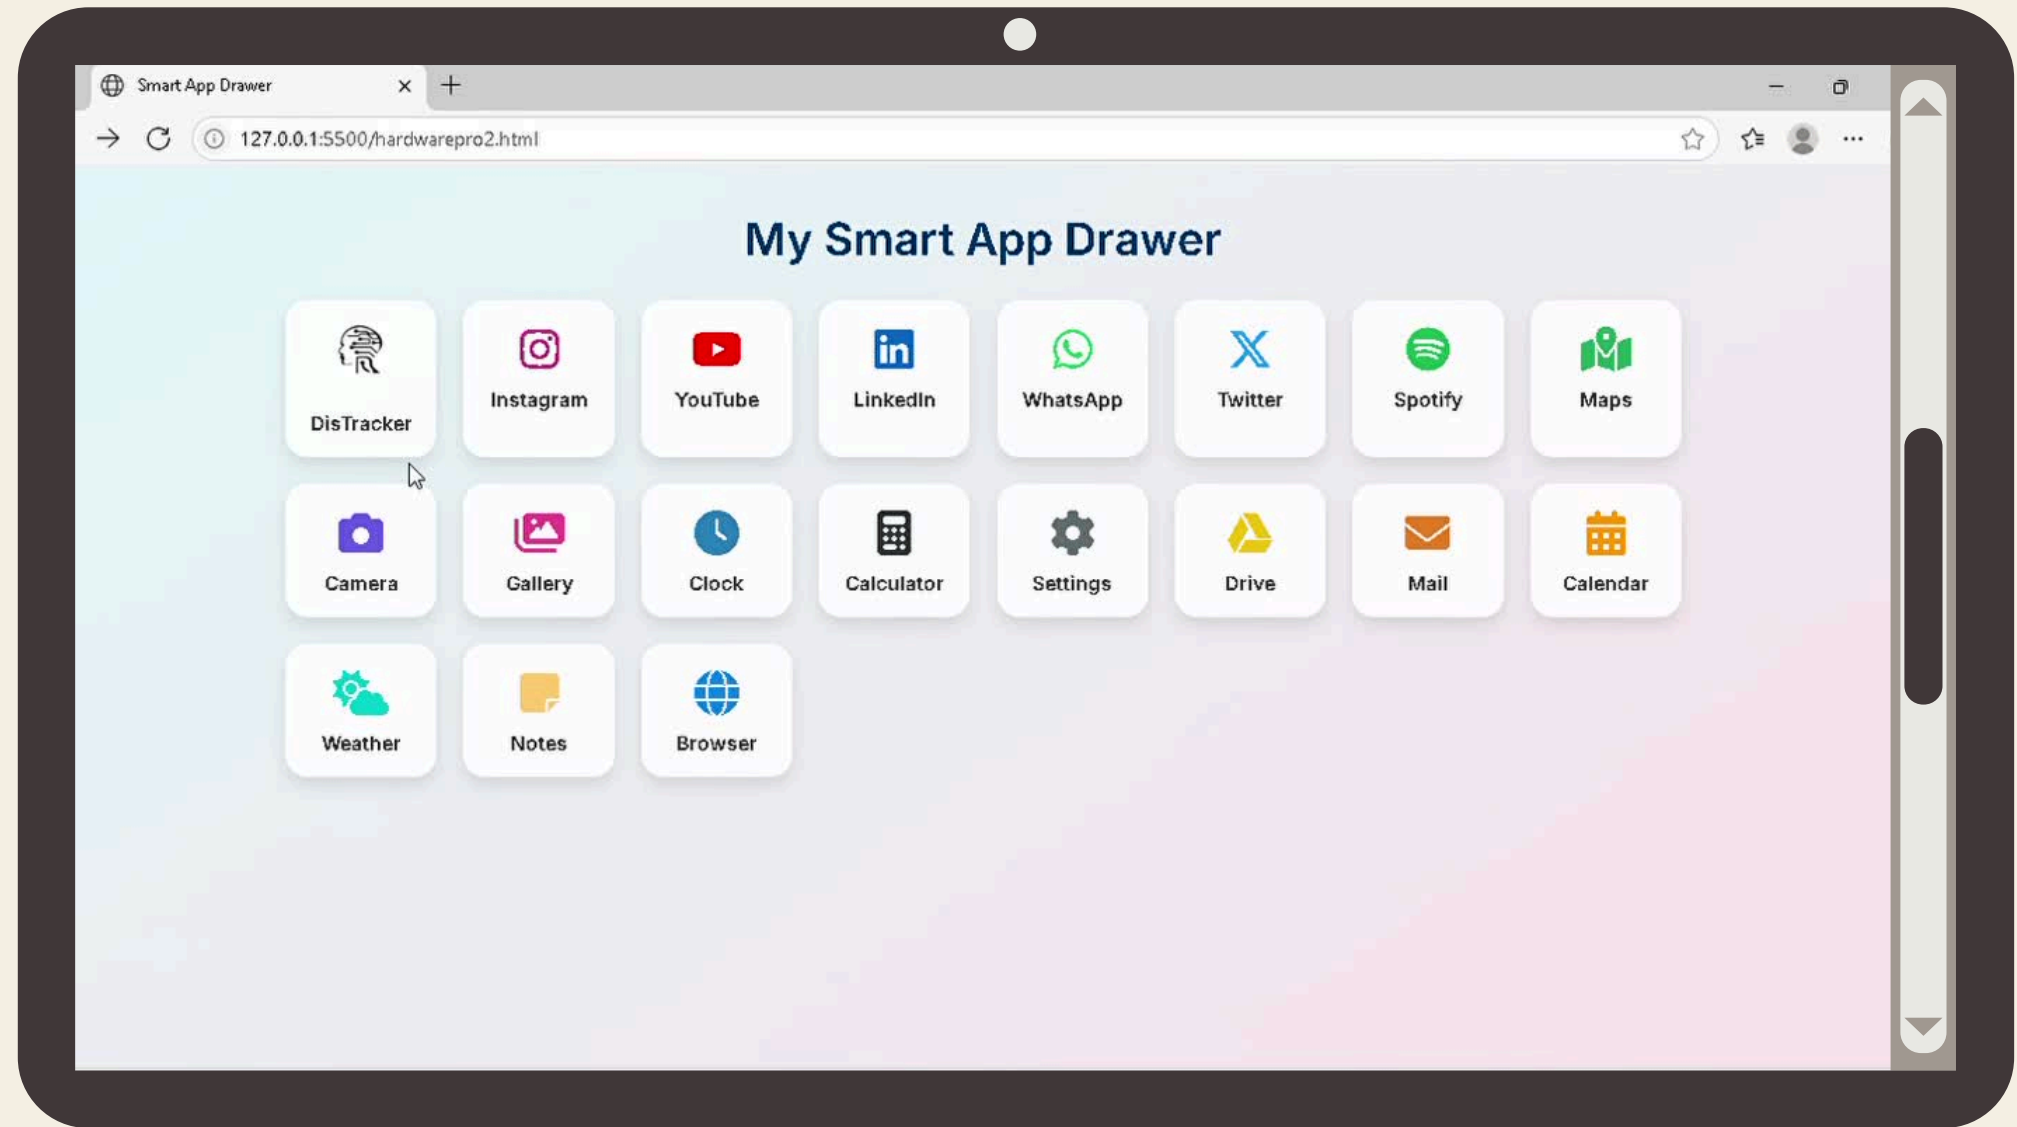 Smart App Drawer
127.0.0.1:5500/hardwarepro2.html
My Smart App Drawer
DisTracker
Instagram
YouTube
LinkedIn
WhatsApp
Twitter
Spotify
Maps
Camera
Gallery
Clock
Calculator
Settings
Drive
Mail
Calendar
Weather
Notes
Browser